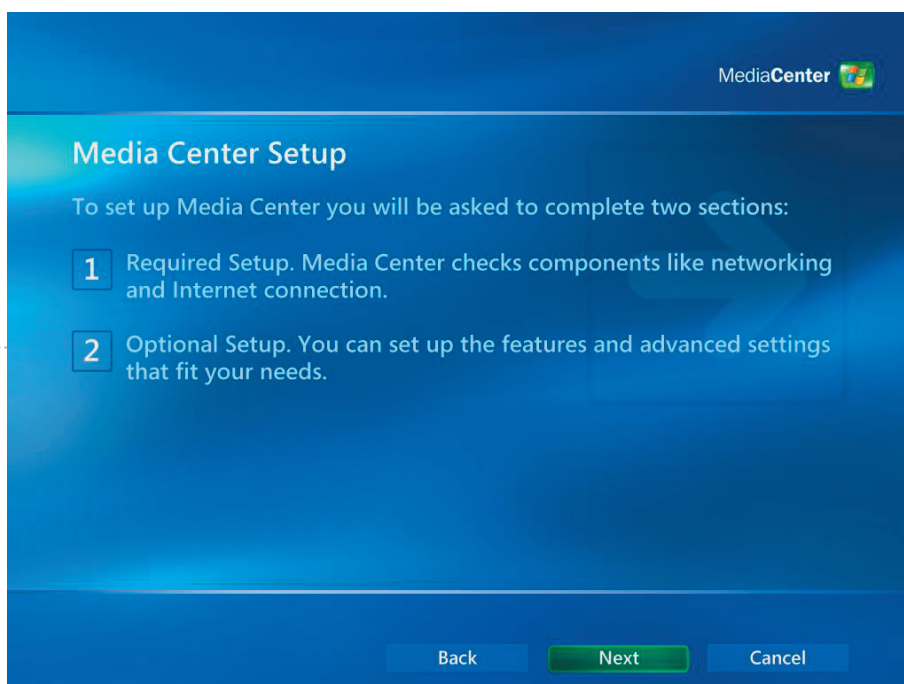 MediaCenter
Media Center Setup
To set up Media Center you will be asked to complete two sections:
1 Required Setup. Media Center checks components like networking
and Internet connection.
2 Optional Setup. You can set up the features and advanced settings
that fit your needs.
Back Next Cancel